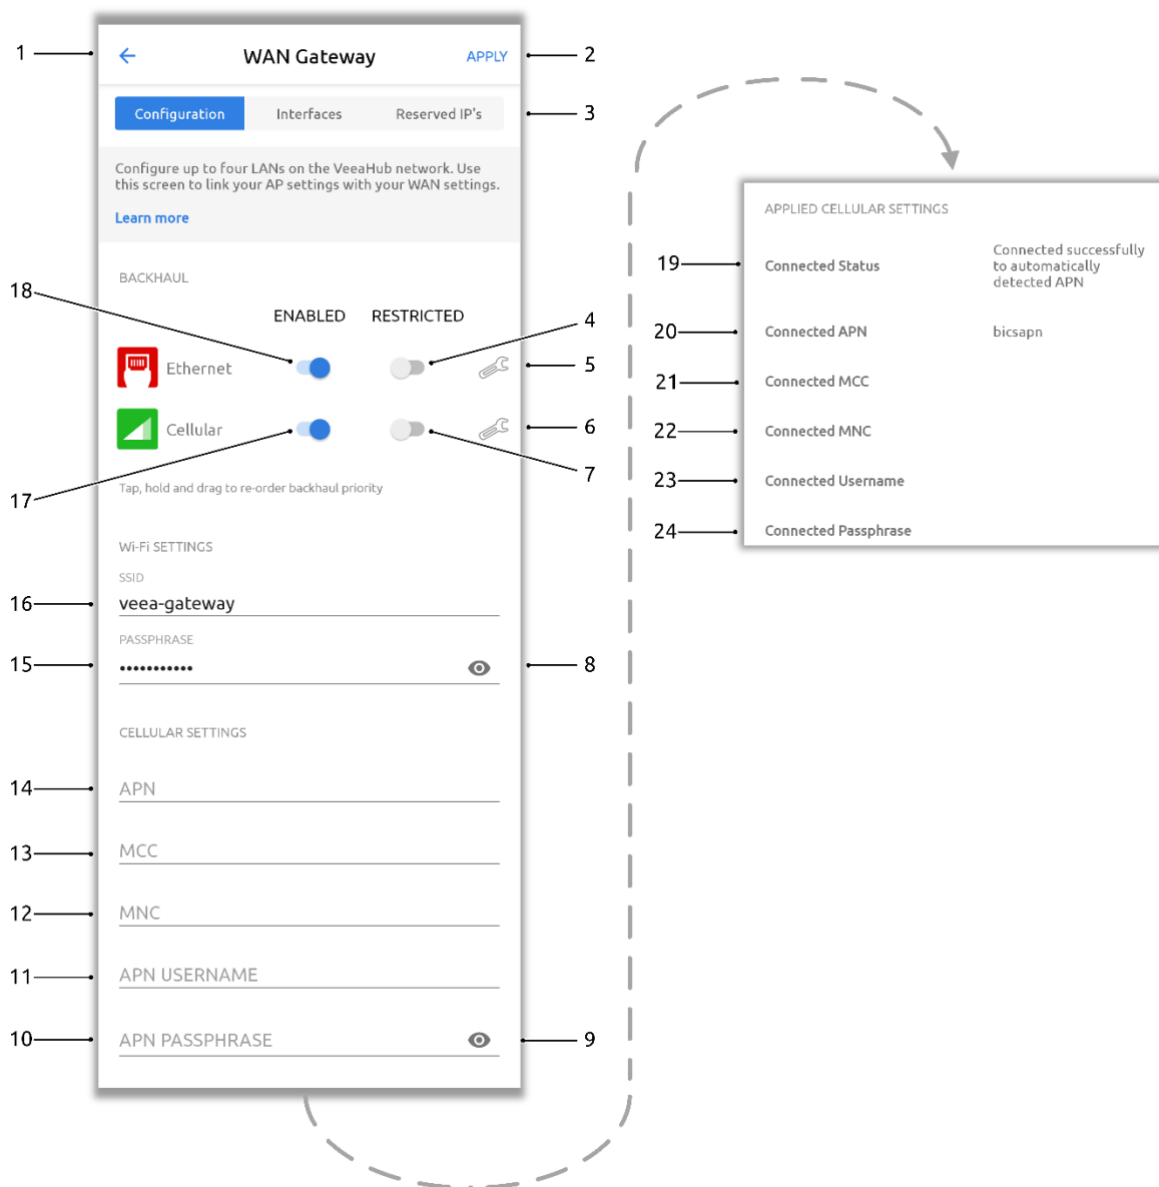 1
WAN Gateway
APPLY
2
Configuration
Interfaces
Reserved IP's
3
Configure up to four LANs on the VeeaHub network. Use
this screen to link your AP settings with your WAN settings.
Learn more
BACKHAUL
18
ENABLED
RESTRICTED
4
Ethernet
5
Cellular
6
7
17
Tap, hold and drag to re-order backhaul priority
Wi-Fi SETTINGS
SSID
16
veea-gateway
PASSPHRASE
15
•••••••••••
8
CELLULAR SETTINGS
14
APN
13
MCC
12
MNC
11
APN USERNAME
10
APN PASSPHRASE
9
APPLIED CELLULAR SETTINGS
19
Connected Status
Connected successfully
to automatically
detected APN
20
Connected APN
bicsapn
21
Connected MCC
22
Connected MNC
23
Connected Username
24
Connected Passphrase